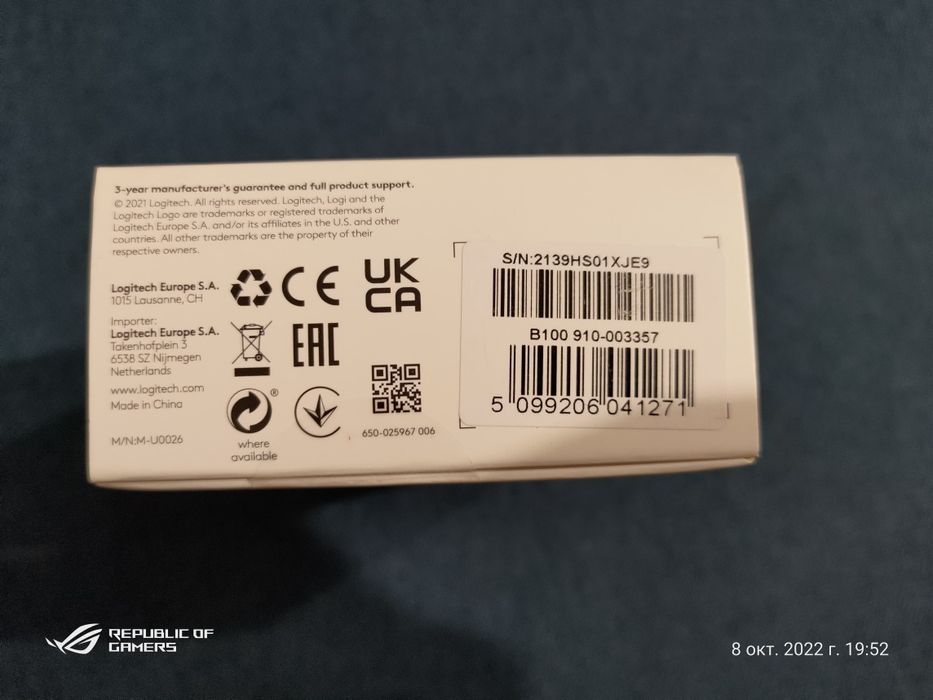 3-year manufacturer's guarantee and full product support.
© 2021 Logitech. All rights reserved. Logitech, Logi and the
Logitech Logo are trademarks or registered trademarks of
Logitech Europe S.A. and/or its affiliates in the U.S. and other
countries. All other trademarks are the property of their
respective owners.
Logitech Europe S.A.
1015 Lausanne, CH
Importer:
Logitech Europe S.A.
Takenhofplein 3
6538 SZ Nijmegen
Netherlands
www.logitech.com
Made in China
M/N:M-U0026
CE
UK
CA
EAC
®
where
available
650-025967 006
S/N:2139HS01XJE9
B100 910-003357
5 099206 041271
REPUBLIC OF
GAMERS
8 окт. 2022 г. 19:52